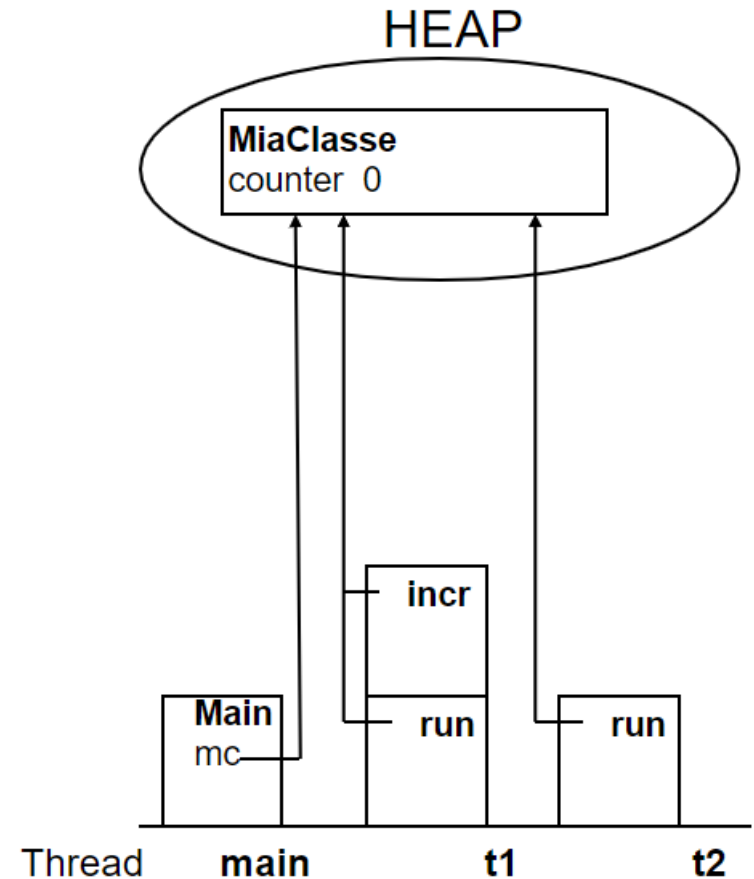 HEAP
MiaClasse
counter 0
incr
Main
mc
run
run
Thread main t1 t2